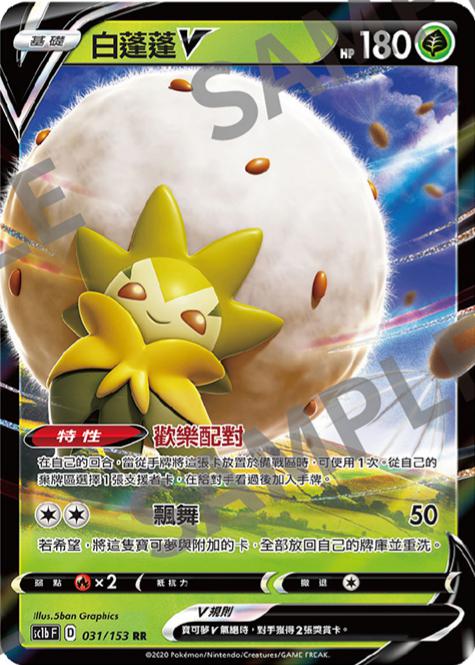 基礎 白蓬蓬V HP 180
SAMPLE
特性 歡樂配對
在自己的回合，當從手牌將這張卡放置於備戰區時，可使用1次。從自己的
棄牌區選擇1張支援者卡，在給對手看過後加入手牌。
飄舞 50
若希望，將這隻寶可夢與附加的卡，全部放回自己的牌庫並重洗。
弱點 ×2 抵抗力 撤退
Illus.5ban Graphics
V規則
sc1b F D 031/153 RR
寶可夢V氣絕時，對手獲得2張獎賞卡。
©2020 Pokémon/Nintendo/Creatures/GAME FREAK.